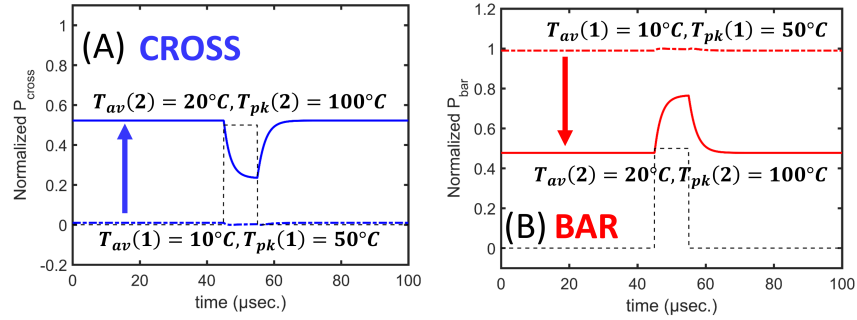 (A) CROSS
Normalized P_cross
1
0.8
0.6
0.4
0.2
0
-0.2
T_av(2) = 20°C, T_pk(2) = 100°C
T_av(1) = 10°C, T_pk(1) = 50°C
0 20 40 60 80 100
time (μsec.)
T_av(1) = 10°C, T_pk(1) = 50°C
Normalized P_bar
1.2
1
0.8
0.6
0.4
0.2
0
T_av(2) = 20°C, T_pk(2) = 100°C
(B) BAR
0 20 40 60 80 100
time (μsec.)